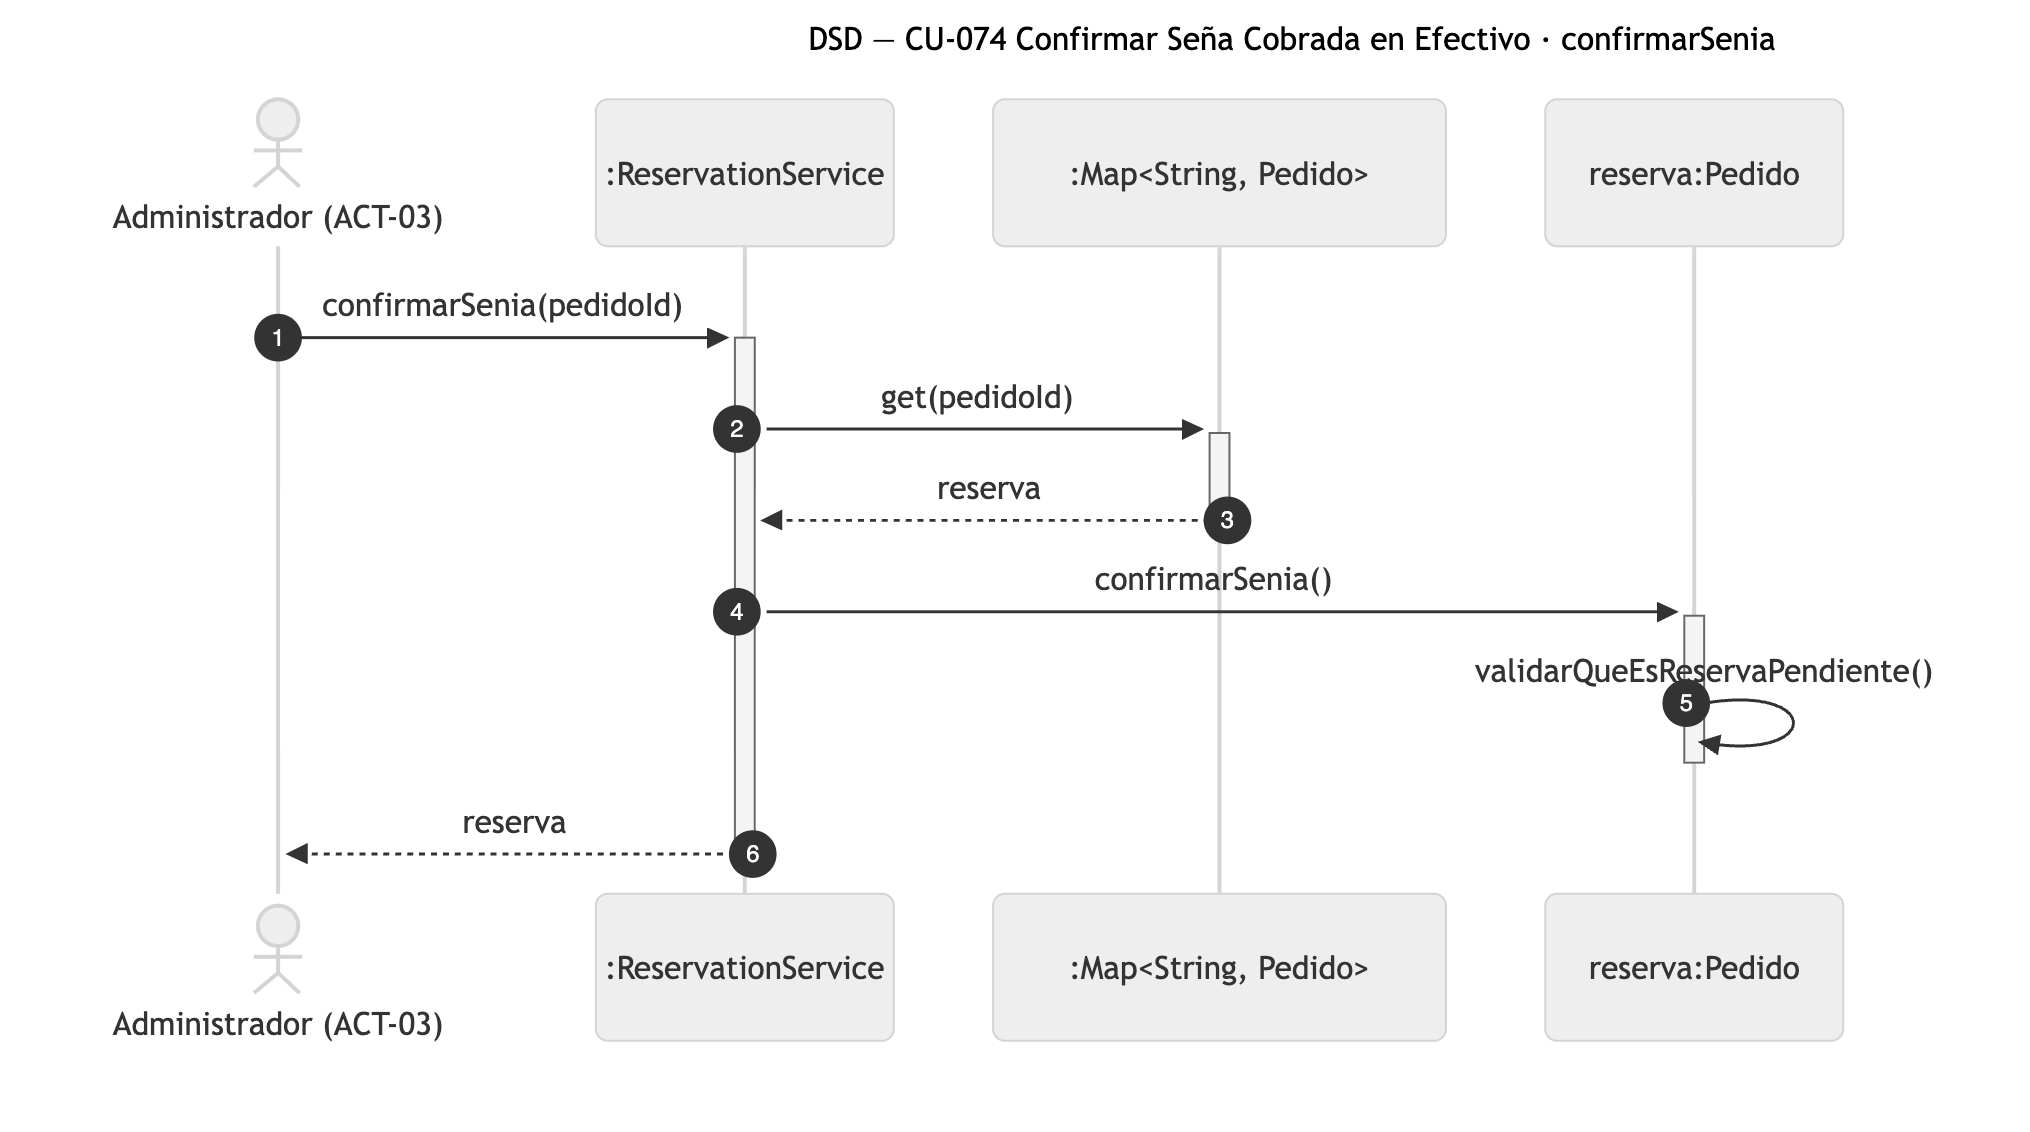 DSD — CU-074 Confirmar Seña Cobrada en Efectivo · confirmarSenia
Administrador (ACT-03)
:ReservationService
:Map<String, Pedido>
reserva:Pedido
confirmarSenia(pedidoId)
1
get(pedidoId)
2
reserva
3
confirmarSenia()
4
validarQueEsReservaPendiente()
5
reserva
6
Administrador (ACT-03)
:ReservationService
:Map<String, Pedido>
reserva:Pedido